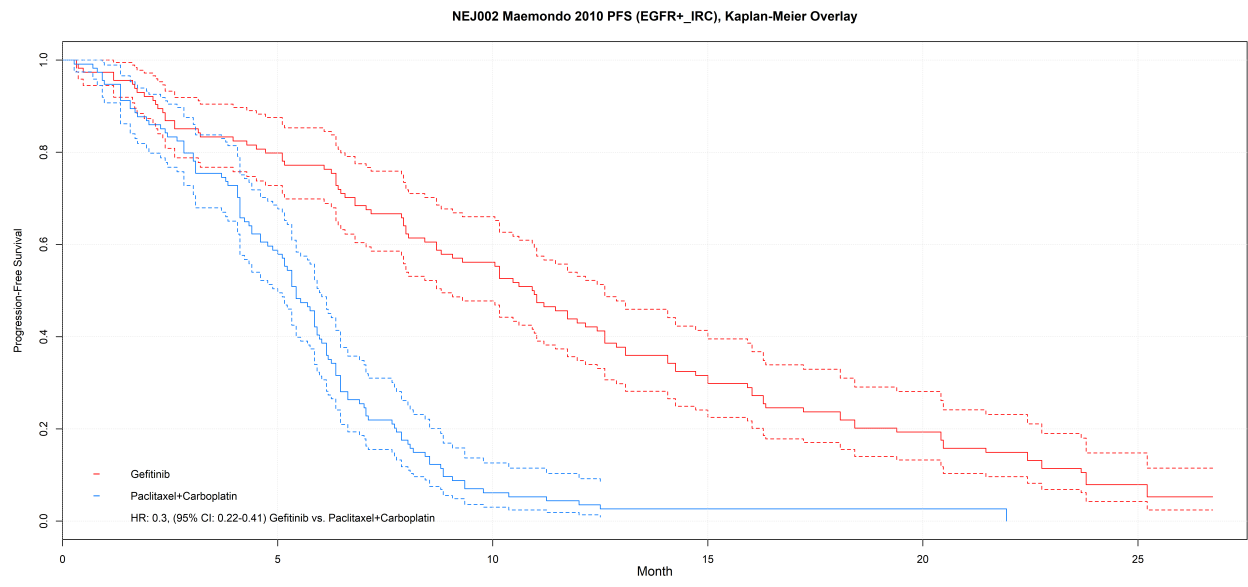 NEJ002 Maemondo 2010 PFS (EGFR+_IRC), Kaplan-Meier Overlay
Progression-Free Survival
1.0
0.8
0.6
0.4
0.2
0.0
Gefitinib
Paclitaxel+Carboplatin
HR: 0.3, (95% CI: 0.22-0.41) Gefitinib vs. Paclitaxel+Carboplatin
0 5 10 15 20 25
Month